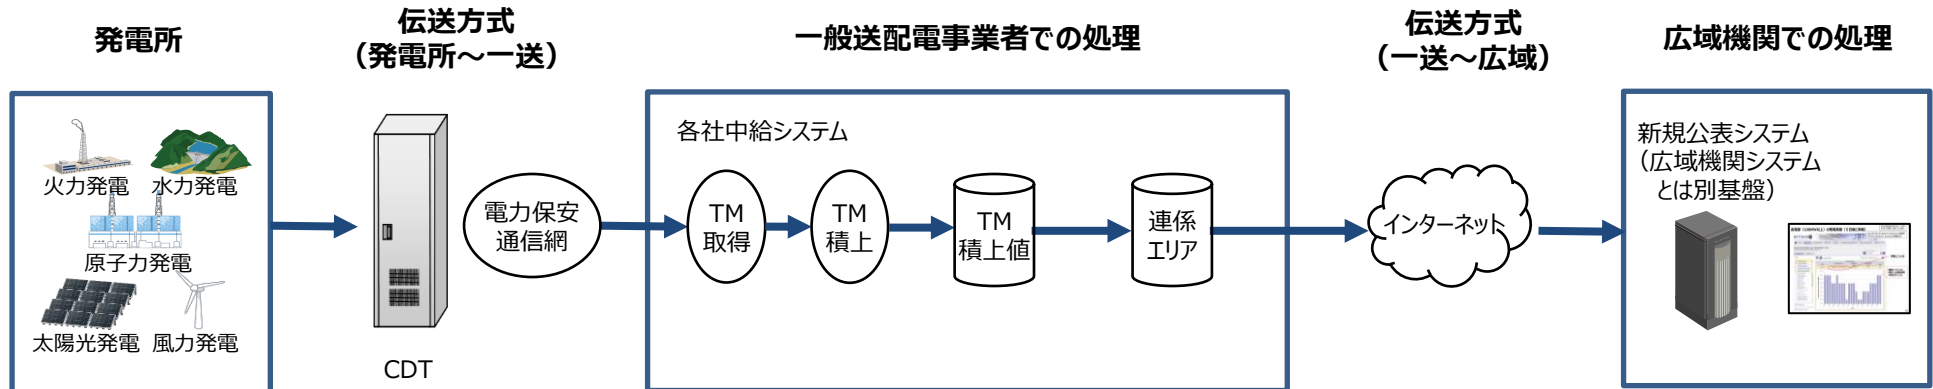 発電所
伝送方式
（発電所～一送）
一般送配電事業者での処理
伝送方式
（一送～広域）
広域機関での処理
火力発電
水力発電
原子力発電
太陽光発電
風力発電
CDT
電力保安
通信網
各社中給システム
TM
取得
TM
積上
TM
積上値
連係
エリア
インターネット
新規公表システム
（広域機関システム
とは別基盤）